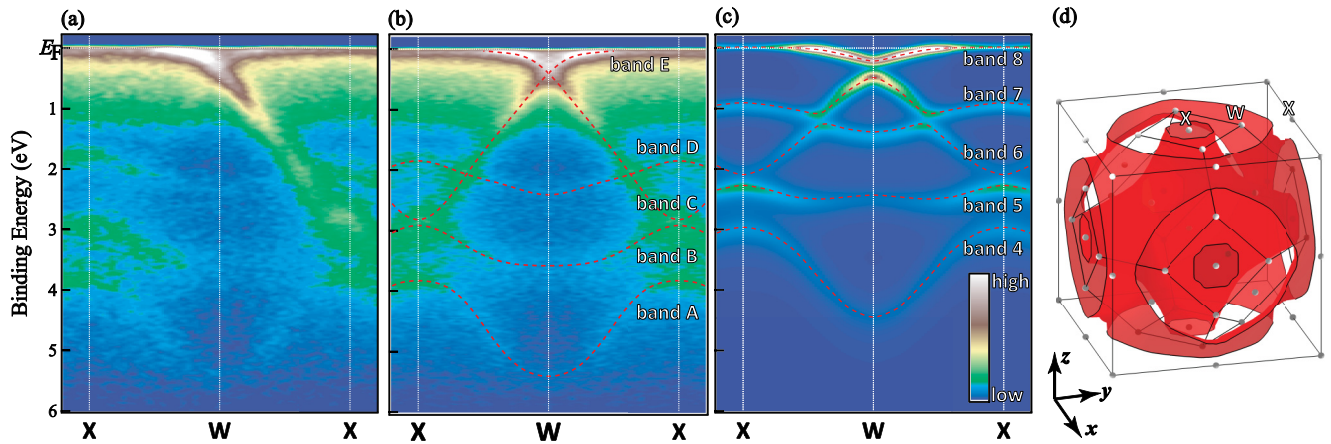 (a)
(b)
(c)
(d)
E_F
1
2
3
4
5
6
Binding Energy (eV)
X
W
X
band E
band D
band C
band B
band A
X
W
X
band 8
band 7
band 6
band 5
band 4
high
low
X
W
X
X
W
X
z
y
x